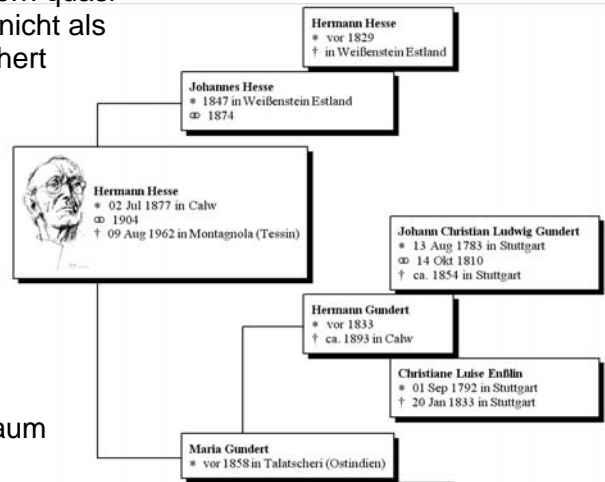 nicht als
hert
Hermann Hesse
* vor 1829
† in Weißenstein Estland
Johannes Hesse
* 1847 in Weißenstein Estland
⚭ 1874
Hermann Hesse
* 02 Jul 1877 in Calw
⚭ 1904
† 09 Aug 1962 in Montagnola (Tessin)
Johann Christian Ludwig Gundert
* 13 Aug 1783 in Stuttgart
⚭ 14 Okt 1810
† ca. 1854 in Stuttgart
Hermann Gundert
* vor 1833
† ca. 1893 in Calw
Christiane Luise Enßlin
* 01 Sep 1792 in Stuttgart
† 20 Jan 1833 in Stuttgart
aum
Maria Gundert
* vor 1858 in Talatscheri (Ostindien)